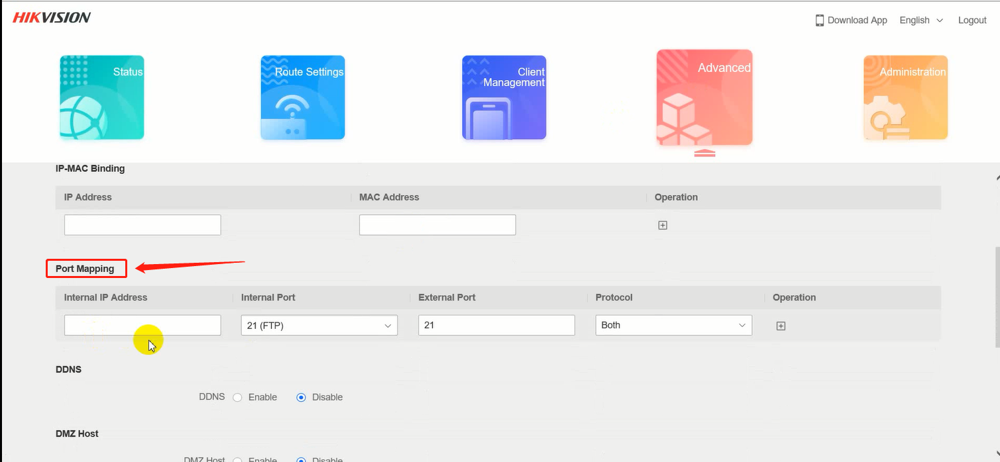 HIKVISION
Download App English Logout
Status
Route Settings
Client
Management
Advanced
Administration
IP-MAC Binding
IP Address MAC Address Operation
Port Mapping
Internal IP Address Internal Port External Port Protocol Operation
21 (FTP) 21 Both
DDNS
DDNS Enable Disable
DMZ Host
DMZ Host Enable Disable